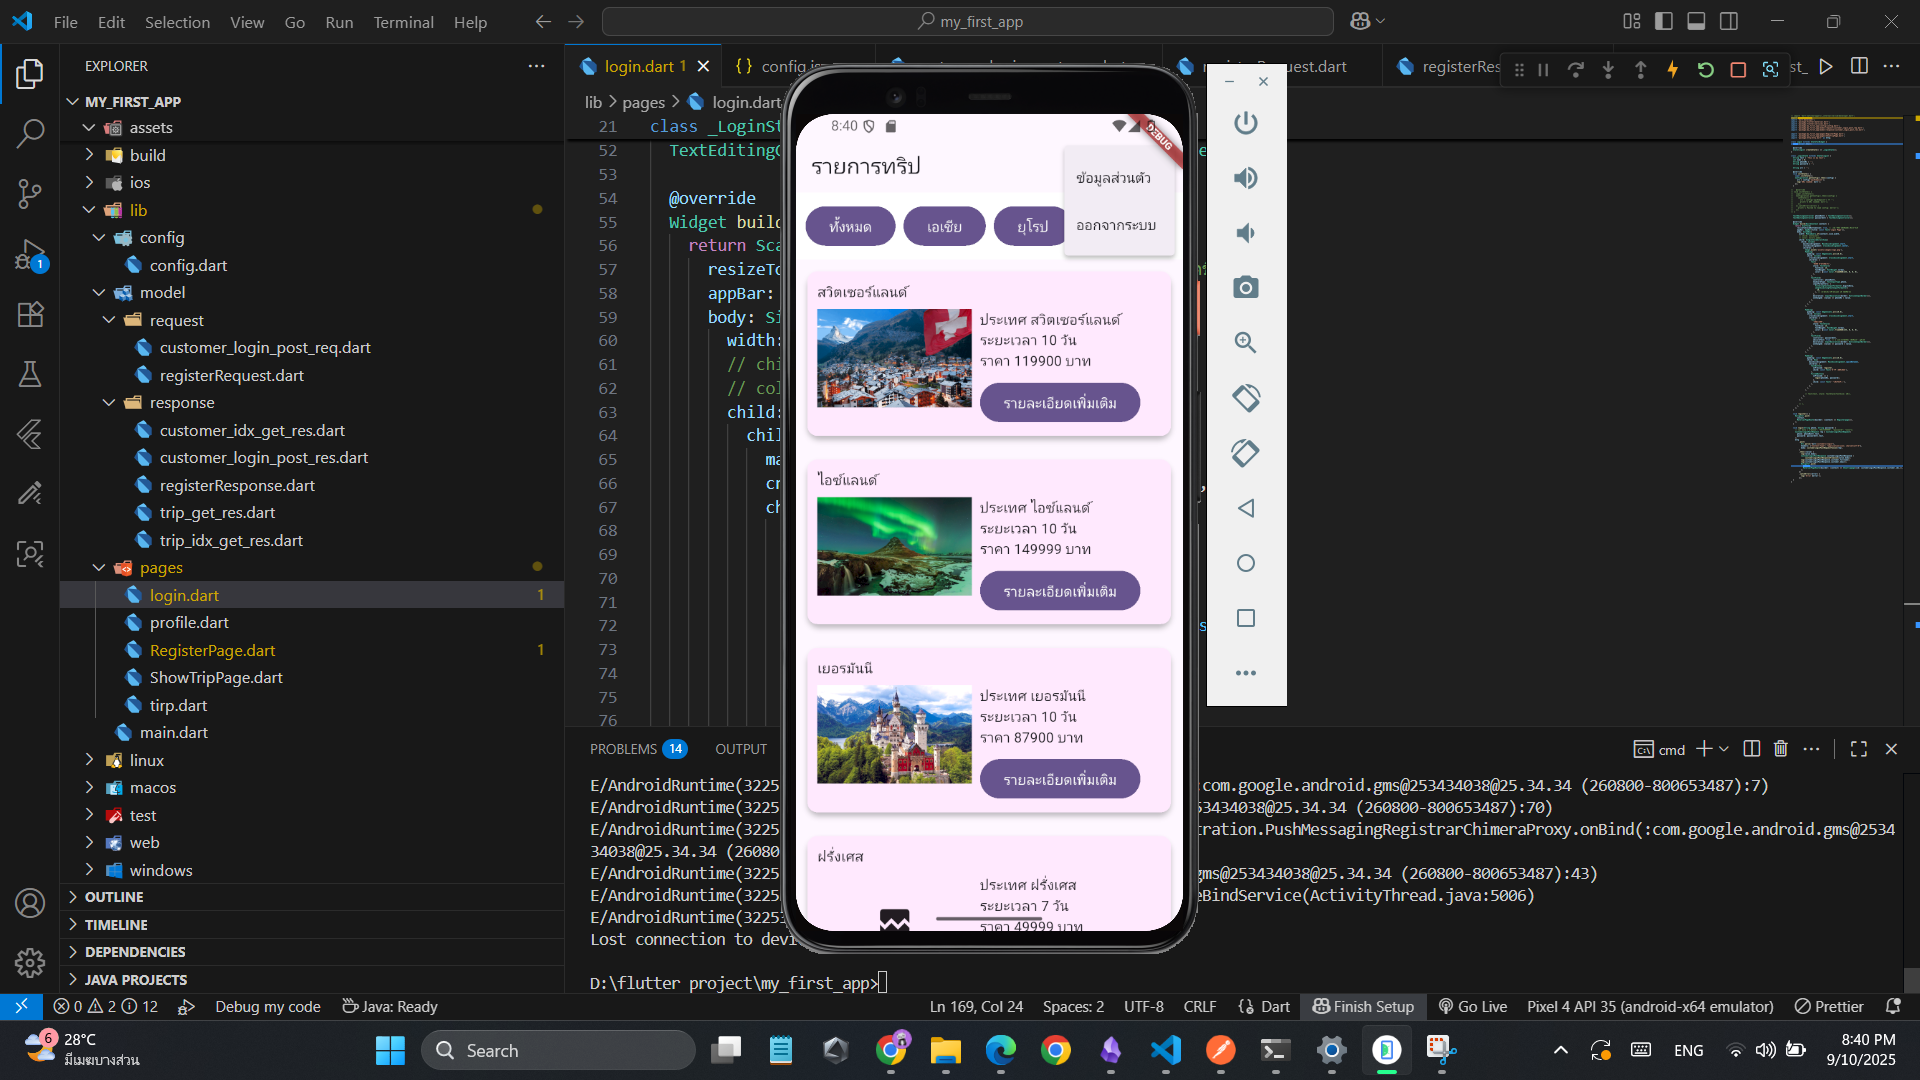 File Edit Selection View Go Run Terminal Help
my_first_app
EXPLORER
MY_FIRST_APP
assets
build
ios
lib
config
config.dart
model
request
customer_login_post_req.dart
registerRequest.dart
response
customer_idx_get_res.dart
customer_login_post_res.dart
registerResponse.dart
trip_get_res.dart
trip_idx_get_res.dart
pages
login.dart 1
profile.dart
RegisterPage.dart 1
ShowTripPage.dart
tirp.dart
main.dart
linux
macos
test
web
windows
OUTLINE
TIMELINE
DEPENDENCIES
JAVA PROJECTS
1
login.dart 1
lib > pages > login.dart
21 class _LoginSt
52 TextEditingC
53
54 @override
55 Widget build
56 return Sca
57 resizeTo
58 appBar:
59 body: Si
60 width:
61 // chi
62 // col
63 child:
64 chil
65 ma
66 cr
67 ch
68
69
70
71
72
73
74
75
76
8:40
DEBUG
รายการทริป
ข้อมูลส่วนตัว
ออกจากระบบ
ทั้งหมด
เอเชีย
ยุโรป
สวิตเซอร์แลนด์
ประเทศ สวิตเซอร์แลนด์
ระยะเวลา 10 วัน
ราคา 119900 บาท
รายละเอียดเพิ่มเติม
ไอซ์แลนด์
ประเทศ ไอซ์แลนด์
ระยะเวลา 10 วัน
ราคา 149999 บาท
รายละเอียดเพิ่มเติม
เยอรมันนี
ประเทศ เยอรมันนี
ระยะเวลา 10 วัน
ราคา 87900 บาท
รายละเอียดเพิ่มเติม
ฝรั่งเศส
ประเทศ ฝรั่งเศส
ระยะเวลา 7 วัน
ราคา 49999 บาท
PROBLEMS 14 OUTPUT
cmd
E/AndroidRuntime(3225 :com.google.android.gms@253434038@25.34.34 (260800-800653487):7)
E/AndroidRuntime(3225 53434038@25.34.34 (260800-800653487):70)
E/AndroidRuntime(3225 tration.PushMessagingRegistrarChimeraProxy.onBind(:com.google.android.gms@2534
34038@25.34.34 (26080
E/AndroidRuntime(3225 gms@253434038@25.34.34 (260800-800653487):43)
E/AndroidRuntime(3225 eBindService(ActivityThread.java:5006)
E/AndroidRuntime(3225
Lost connection to devi
D:\flutter project\my_first_app>
0 2 12 Debug my code Java: Ready
Ln 169, Col 24 Spaces: 2 UTF-8 CRLF Dart Finish Setup Go Live Pixel 4 API 35 (android-x64 emulator) Prettier
6
28°C
มีเมฆบางส่วน
Search
ENG
8:40 PM
9/10/2025